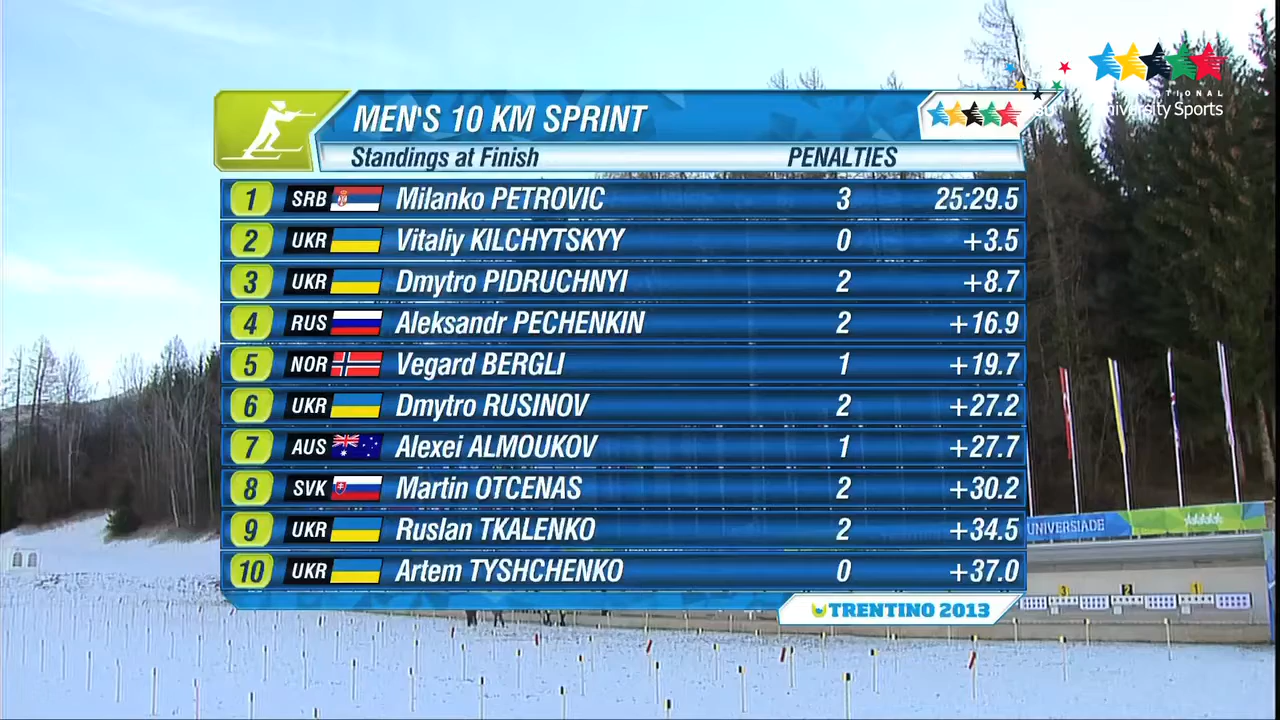 NATIONAL
University Sports
MEN'S 10 KM SPRINT
Standings at Finish PENALTIES
1 SRB Milanko PETROVIC 3 25:29.5
2 UKR Vitaliy KILCHYTSKYY 0 +3.5
3 UKR Dmytro PIDRUCHNYI 2 +8.7
4 RUS Aleksandr PECHENKIN 2 +16.9
5 NOR Vegard BERGLI 1 +19.7
6 UKR Dmytro RUSINOV 2 +27.2
7 AUS Alexei ALMOUKOV 1 +27.7
8 SVK Martin OTCENAS 2 +30.2
9 UKR Ruslan TKALENKO 2 +34.5
10 UKR Artem TYSHCHENKO 0 +37.0
UNIVERSIADE
3 2 1
TRENTINO 2013